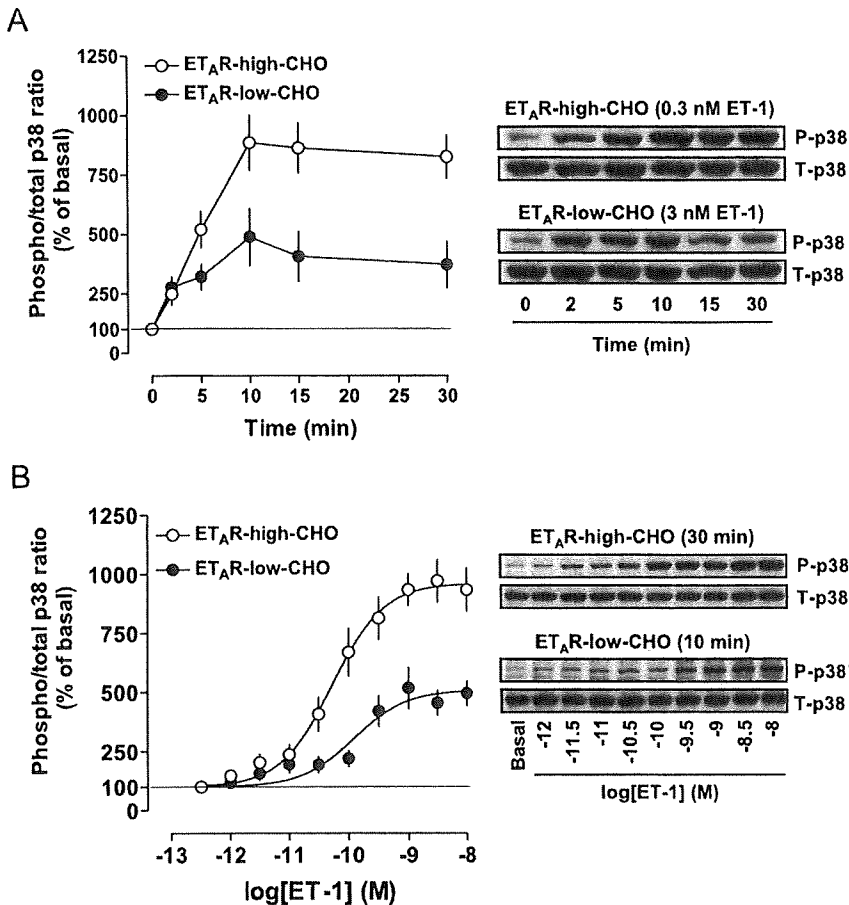 A
1250
1000
750
500
250
100
0
Phospho/total p38 ratio
(% of basal)
ETAR-high-CHO
ETAR-low-CHO
0 5 10 15 20 25 30
Time (min)
ETAR-high-CHO (0.3 nM ET-1)
P-p38
T-p38
ETAR-low-CHO (3 nM ET-1)
P-p38
T-p38
0 2 5 10 15 30
Time (min)
B
1250
1000
750
500
250
100
0
Phospho/total p38 ratio
(% of basal)
ETAR-high-CHO
ETAR-low-CHO
-13 -12 -11 -10 -9 -8
log[ET-1] (M)
ETAR-high-CHO (30 min)
P-p38
T-p38
ETAR-low-CHO (10 min)
P-p38
T-p38
Basal -12 -11.5 -11 -10.5 -10 -9.5 -9 -8.5 -8
log[ET-1] (M)